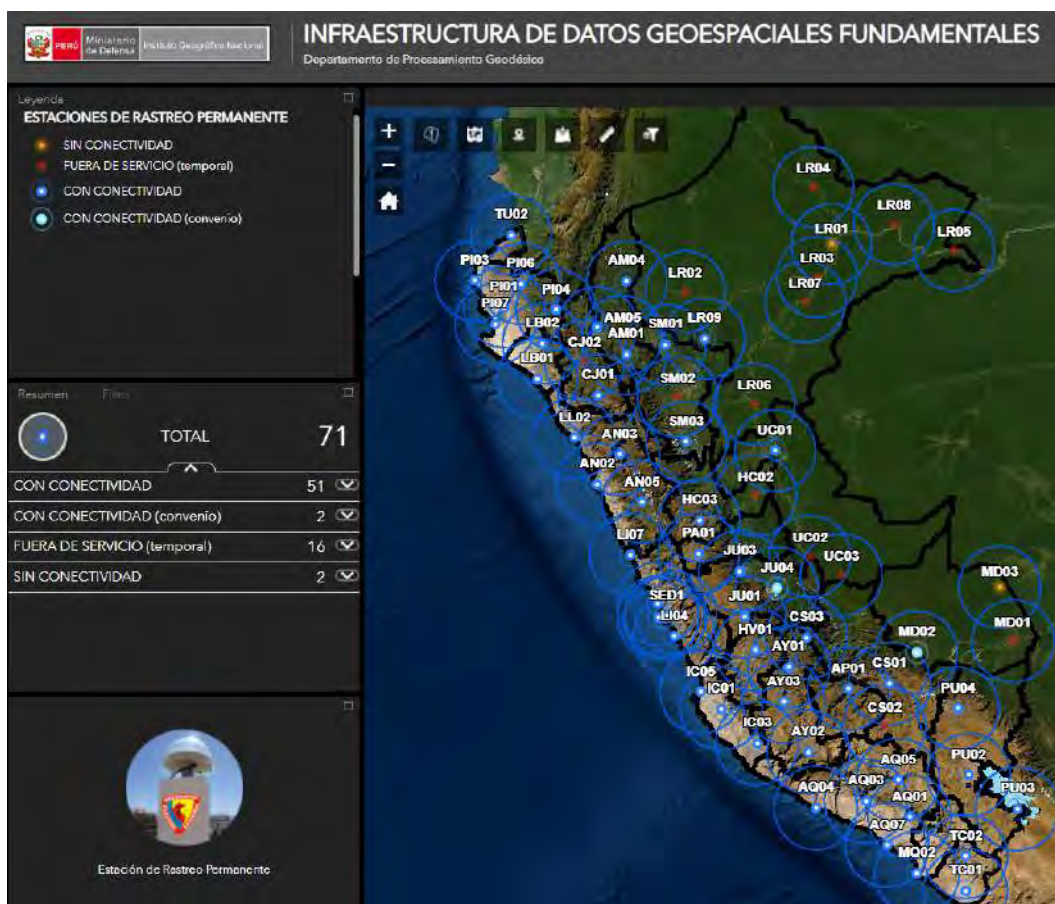 PERÚ
Ministerio
de Defensa
Instituto Geográfico Nacional
INFRAESTRUCTURA DE DATOS GEOESPACIALES FUNDAMENTALES
Departamento de Procesamiento Geodésico
Leyenda
ESTACIONES DE RASTREO PERMANENTE
SIN CONECTIVIDAD
FUERA DE SERVICIO (temporal)
CON CONECTIVIDAD
CON CONECTIVIDAD (convenio)
Resumen
Filtro
TOTAL 71
CON CONECTIVIDAD 51
CON CONECTIVIDAD (convenio) 2
FUERA DE SERVICIO (temporal) 16
SIN CONECTIVIDAD 2
Estación de Rastreo Permanente
LR04
LR08
TU02
LR01
LR05
PI03
PI06
AM04
LR03
LR02
PI01
PI04
LR07
PI07
LB02
AM05
SM01
LR09
CJ02
AM01
LB01
CJ01
SM02
LR06
LL02
SM03
AN03
UC01
AN02
AN05
HC02
HC03
LI07
PA01
UC02
JU03
UC03
JU04
MD03
SED1
JU01
LI04
CS03
MD01
HV01
MD02
AY01
IC05
AP01
CS01
IC01
AY03
PU04
CS02
IC03
AY02
AQ05
PU02
AQ03
AQ04
AQ01
PU03
AQ07
TC02
MO02
TC01